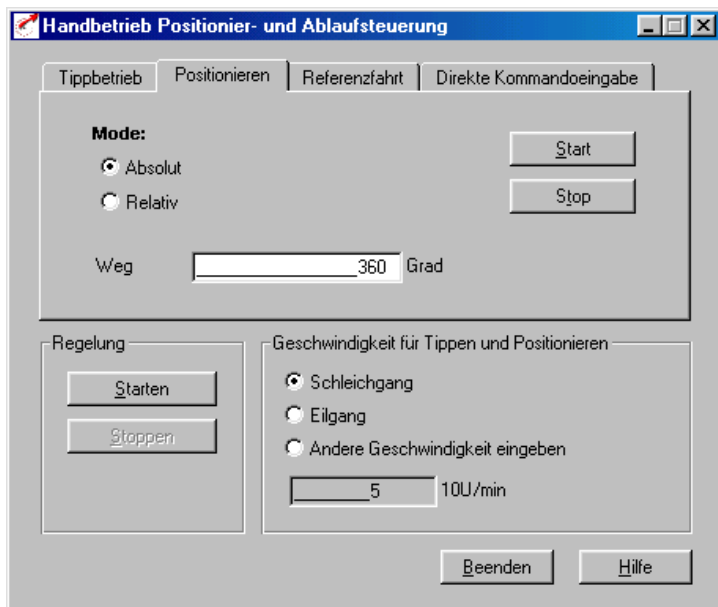 Handbetrieb Positionier- und Ablaufsteuerung
Tippbetrieb Positionieren Referenzfahrt Direkte Kommandoeingabe
Mode:
Absolut
Relativ
Start
Stop
Weg 360 Grad
Regelung
Starten
Stoppen
Geschwindigkeit für Tippen und Positionieren
Schleichgang
Eilgang
Andere Geschwindigkeit eingeben
5 10U/min
Beenden Hilfe